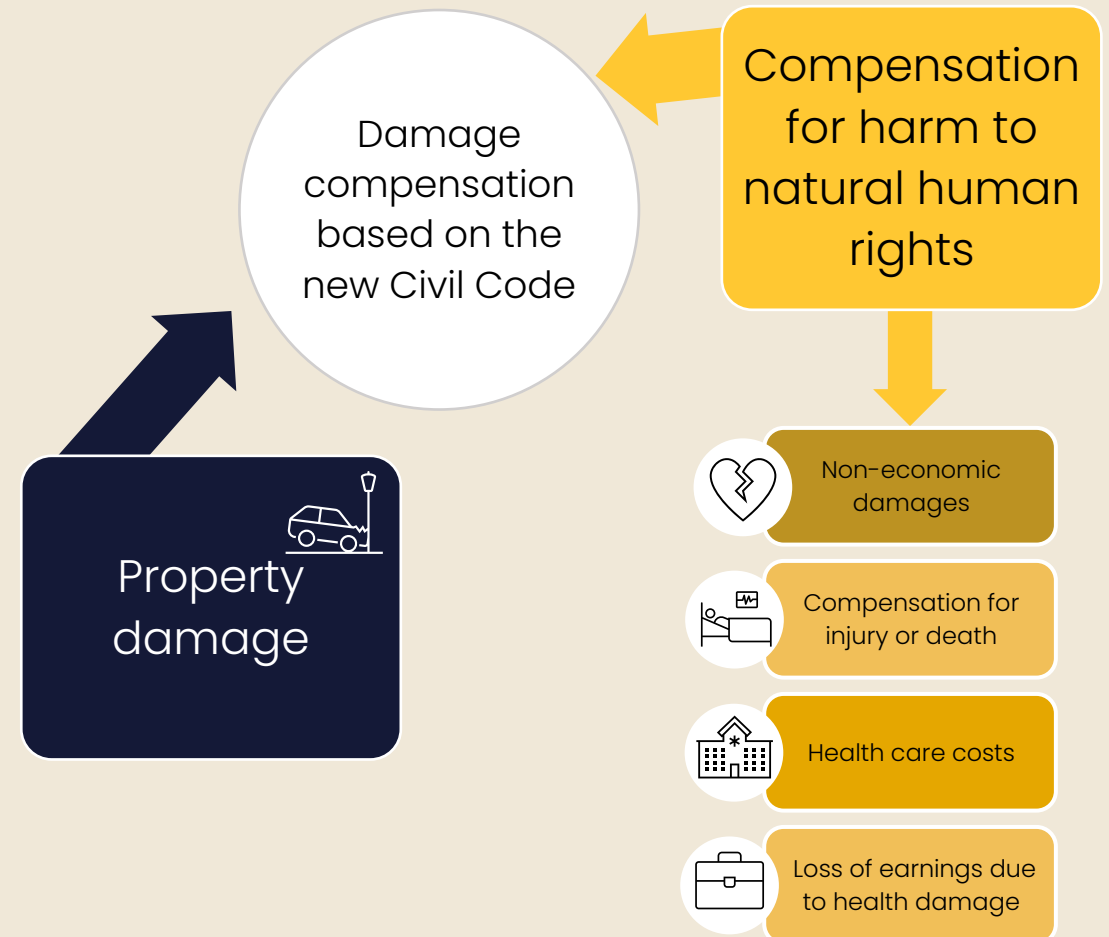 Damage
compensation
based on the
new Civil Code
Compensation
for harm to
natural human
rights
Property
damage
Non-economic
damages
Compensation for
injury or death
Health care costs
Loss of earnings due
to health damage